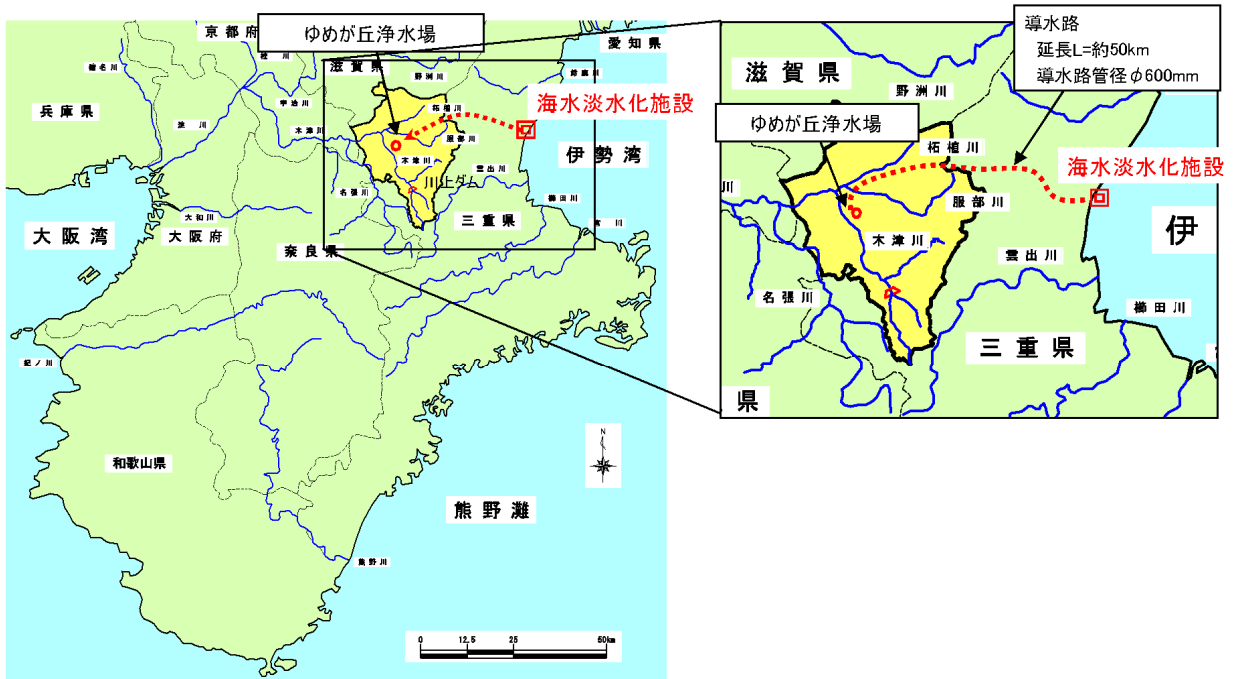 京都府
ゆめが丘浄水場
愛知県
桂川
滋賀県
野洲川
鈴鹿川
兵庫県
宇治川
淀川
木津川
柘植川
海水淡水化施設
服部川
伊勢湾
木津川
雲出川
川上ダム
名張川
櫛田川
宮川
三重県
大和川
大阪湾
大阪府
奈良県
紀ノ川
和歌山県
N
熊野灘
熊野川
0 12.5 25 50km
導水路
延長L=約50km
導水路管径φ600mm
滋賀県
野洲川
ゆめが丘浄水場
柘植川
海水淡水化施設
川
服部川
伊
木津川
雲出川
名張川
櫛田川
三重県
県